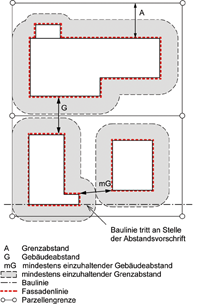 A
G
mG
Baulinie tritt an Stelle
der Abstandsvorschrift
A Grenzabstand
G Gebäudeabstand
mG mindestens einzuhaltender Gebäudeabstand
mindestens einzuhaltender Grenzabstand
Baulinie
Fassadenlinie
Parzellengrenze